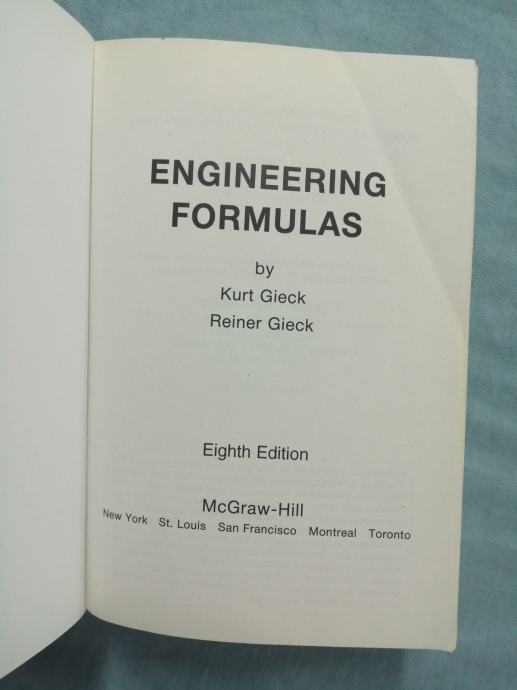 ENGINEERING
FORMULAS
by
Kurt Gieck
Reiner Gieck
Eighth Edition
McGraw-Hill
New York St. Louis San Francisco Montreal Toronto